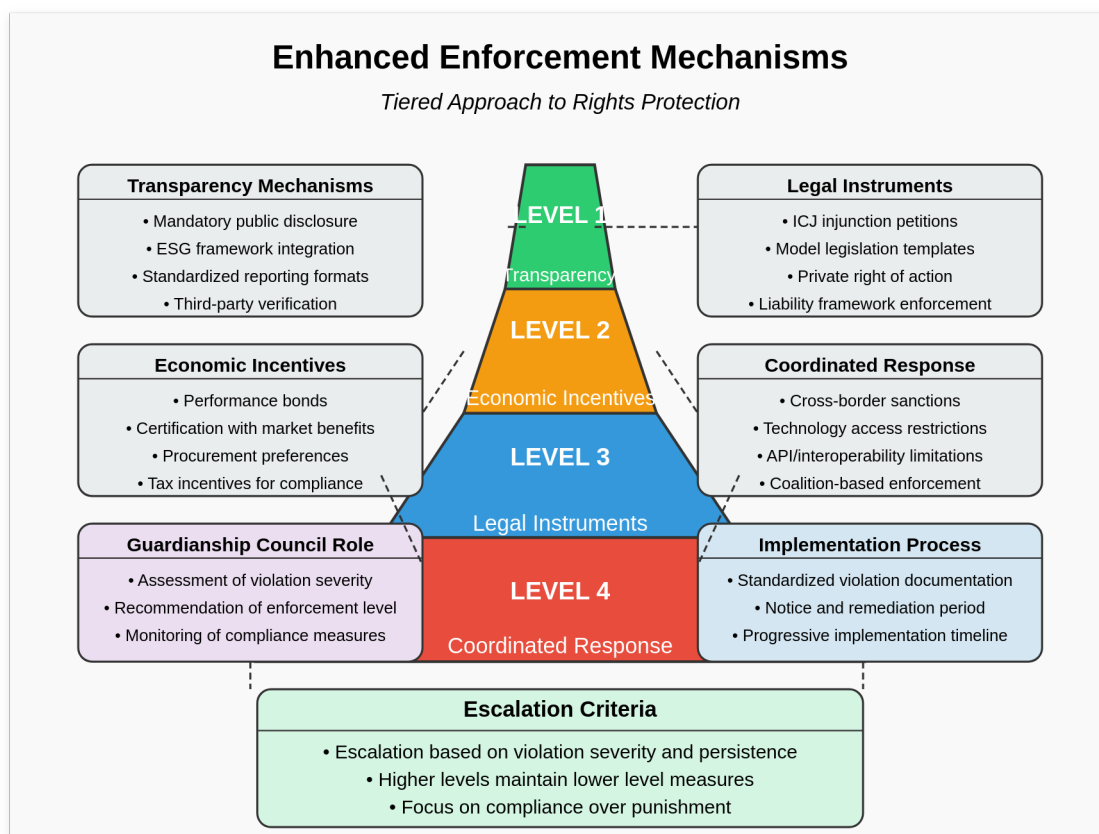 Enhanced Enforcement Mechanisms
Tiered Approach to Rights Protection
Transparency Mechanisms
• Mandatory public disclosure
• ESG framework integration
• Standardized reporting formats
• Third-party verification
LEVEL 1
Transparency
Legal Instruments
• ICJ injunction petitions
• Model legislation templates
• Private right of action
• Liability framework enforcement
Economic Incentives
• Performance bonds
• Certification with market benefits
• Procurement preferences
• Tax incentives for compliance
LEVEL 2
Economic Incentives
LEVEL 3
Legal Instruments
Coordinated Response
• Cross-border sanctions
• Technology access restrictions
• API/interoperability limitations
• Coalition-based enforcement
Guardianship Council Role
• Assessment of violation severity
• Recommendation of enforcement level
• Monitoring of compliance measures
LEVEL 4
Coordinated Response
Implementation Process
• Standardized violation documentation
• Notice and remediation period
• Progressive implementation timeline
Escalation Criteria
• Escalation based on violation severity and persistence
• Higher levels maintain lower level measures
• Focus on compliance over punishment